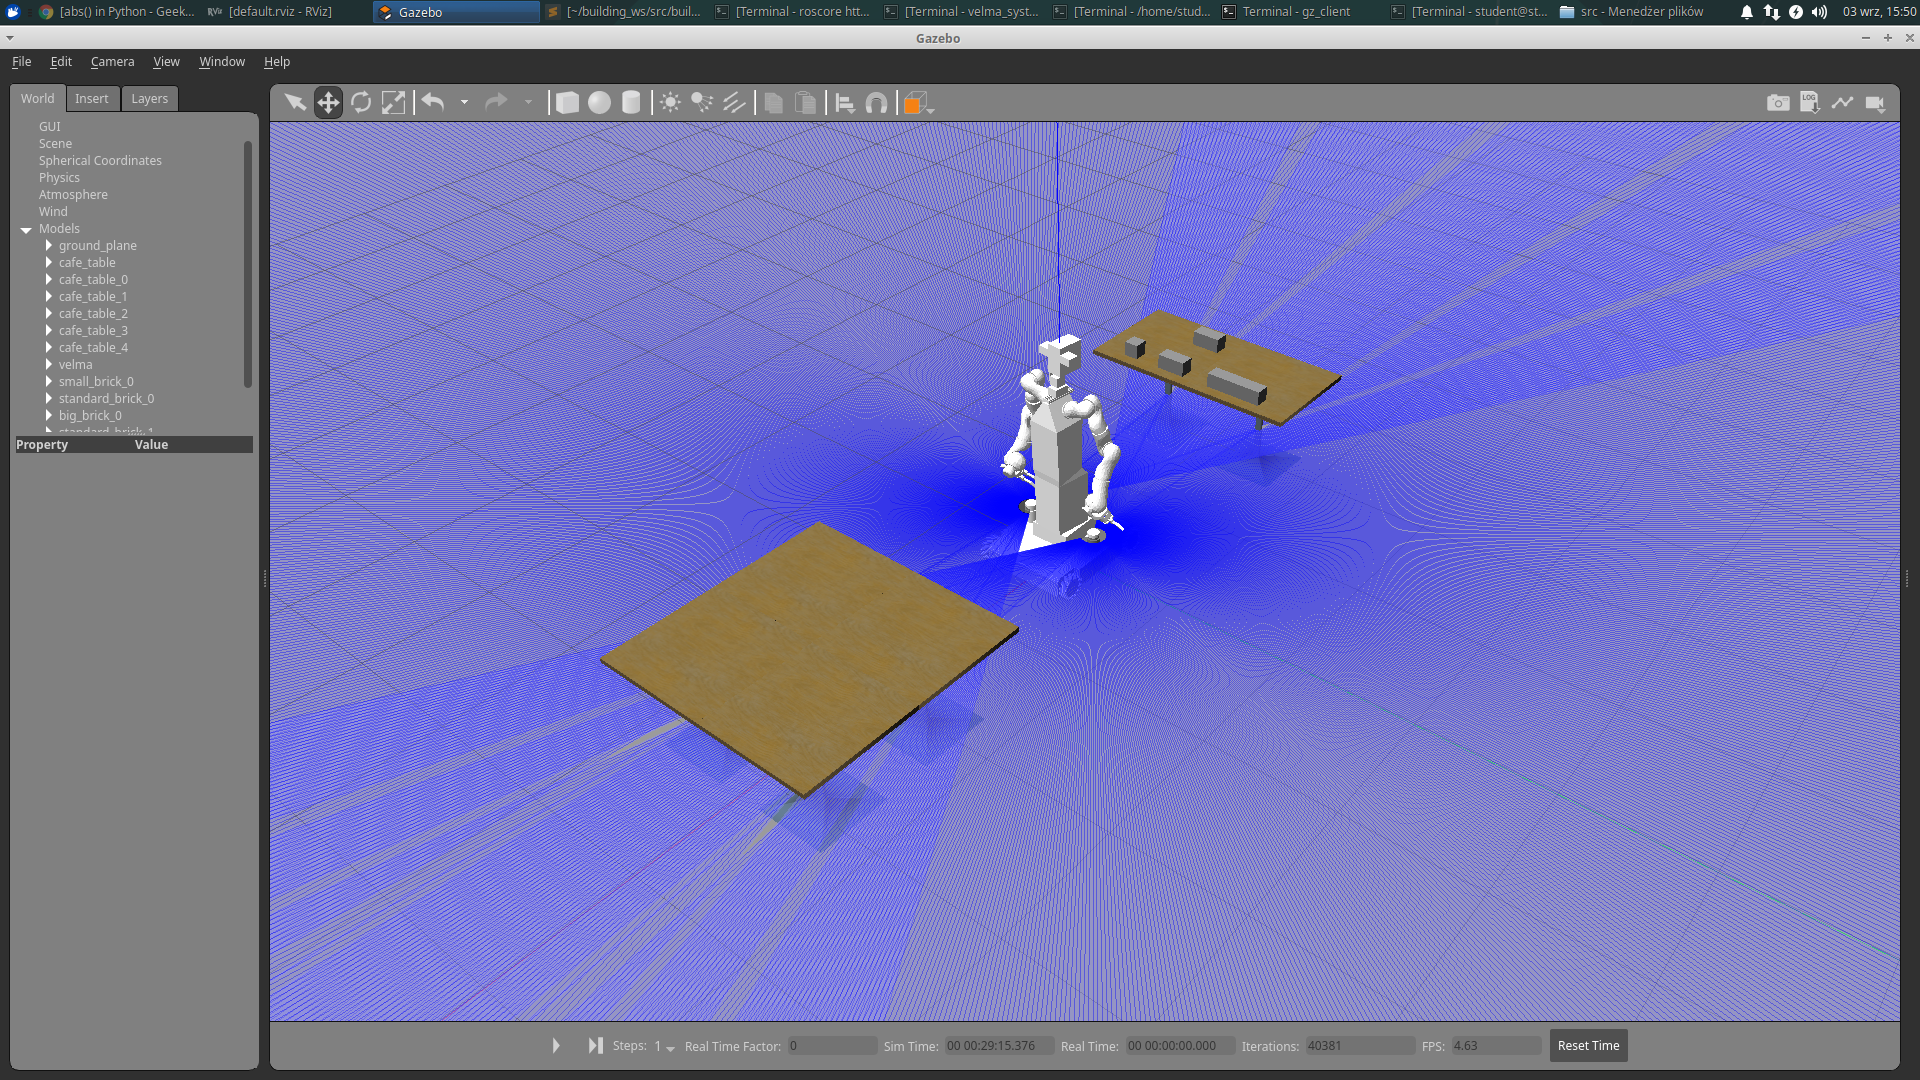 [abs() in Python - Geek... [default.rviz - RViz] Gazebo [~/building_ws/src/buil... [Terminal - roscore htt... [Terminal - velma_syst... [Terminal - /home/stud... Terminal - gz_client [Terminal - student@st... src - Menedżer plików 03 wrz, 15:50
Gazebo
File Edit Camera View Window Help
World Insert Layers
LOG
GUI
Scene
Spherical Coordinates
Physics
Atmosphere
Wind
Models
ground_plane
cafe_table
cafe_table_0
cafe_table_1
cafe_table_2
cafe_table_3
cafe_table_4
velma
small_brick_0
standard_brick_0
big_brick_0
standard_brick_1
Property Value
Steps: 1 Real Time Factor: 0 Sim Time: 00 00:29:15.376 Real Time: 00 00:00:00.000 Iterations: 40381 FPS: 4.63 Reset Time